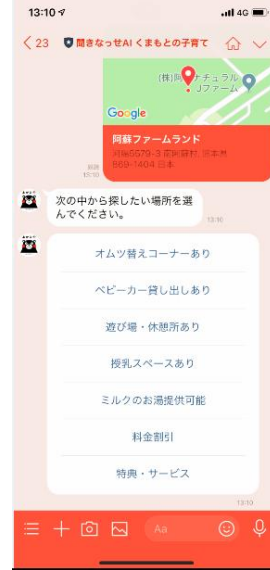 13:10
4G
23
聞きなっせAI くまもとの子育て
(株)阿
ナチュラル
Jファーム
Google
阿蘇ファームランド
河陽5579-3 南阿蘇村, 日本国
869-1404 日本
既読
13:10
次の中から探したい場所を選
んでください。
13:10
オムツ替えコーナーあり
ベビーカー貸し出しあり
遊び場・休憩所あり
授乳スペースあり
ミルクのお湯提供可能
料金割引
特典・サービス
13:10
Aa